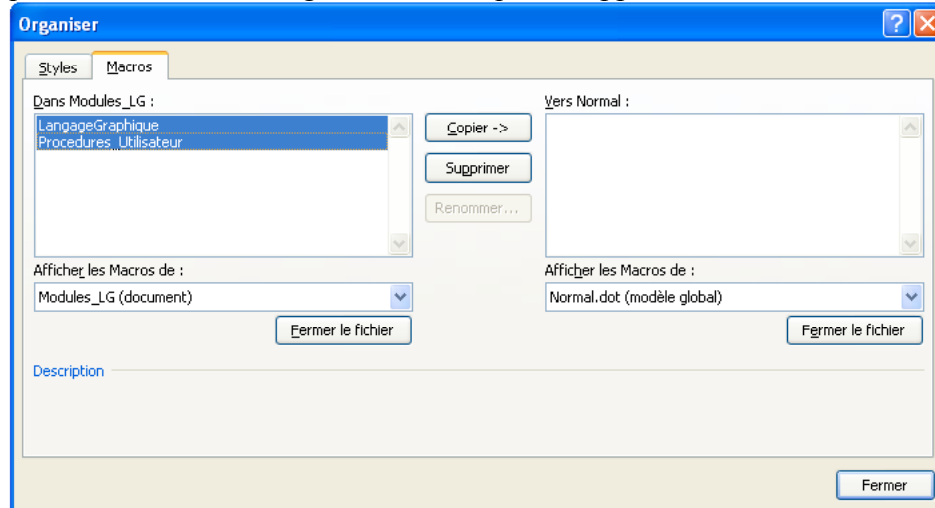 Organiser
Styles Macros
Dans Modules_LG :
LangageGraphique
Procedures_Utilisateur
Copier ->
Supprimer
Renommer...
Vers Normal :
Afficher les Macros de :
Modules_LG (document)
Fermer le fichier
Afficher les Macros de :
Normal.dot (modèle global)
Fermer le fichier
Description
Fermer